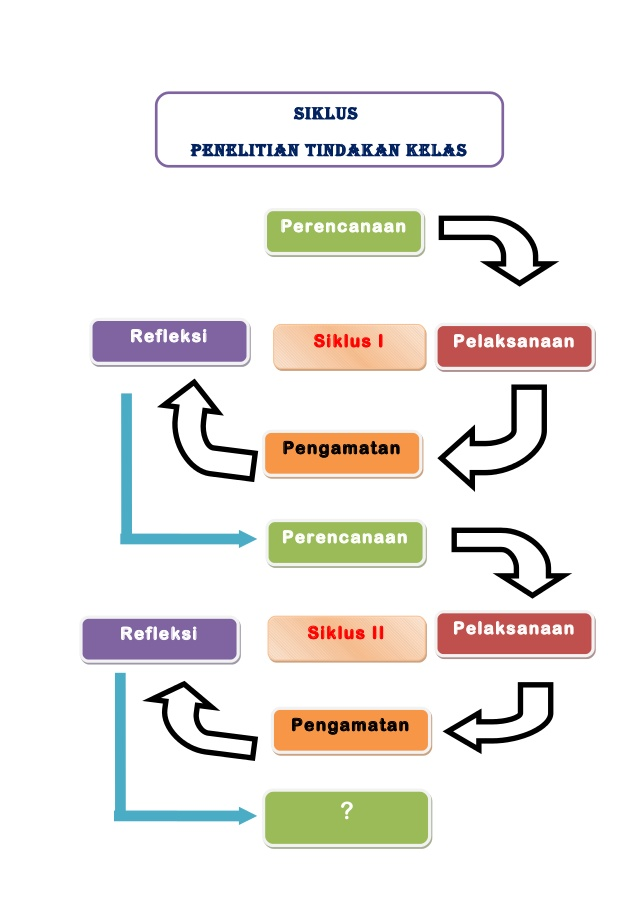 SIKLUS
PENELITIAN TINDAKAN KELAS
Perencanaan
Refleksi
Siklus I
Pelaksanaan
Pengamatan
Perencanaan
Refleksi
Siklus II
Pelaksanaan
Pengamatan
?